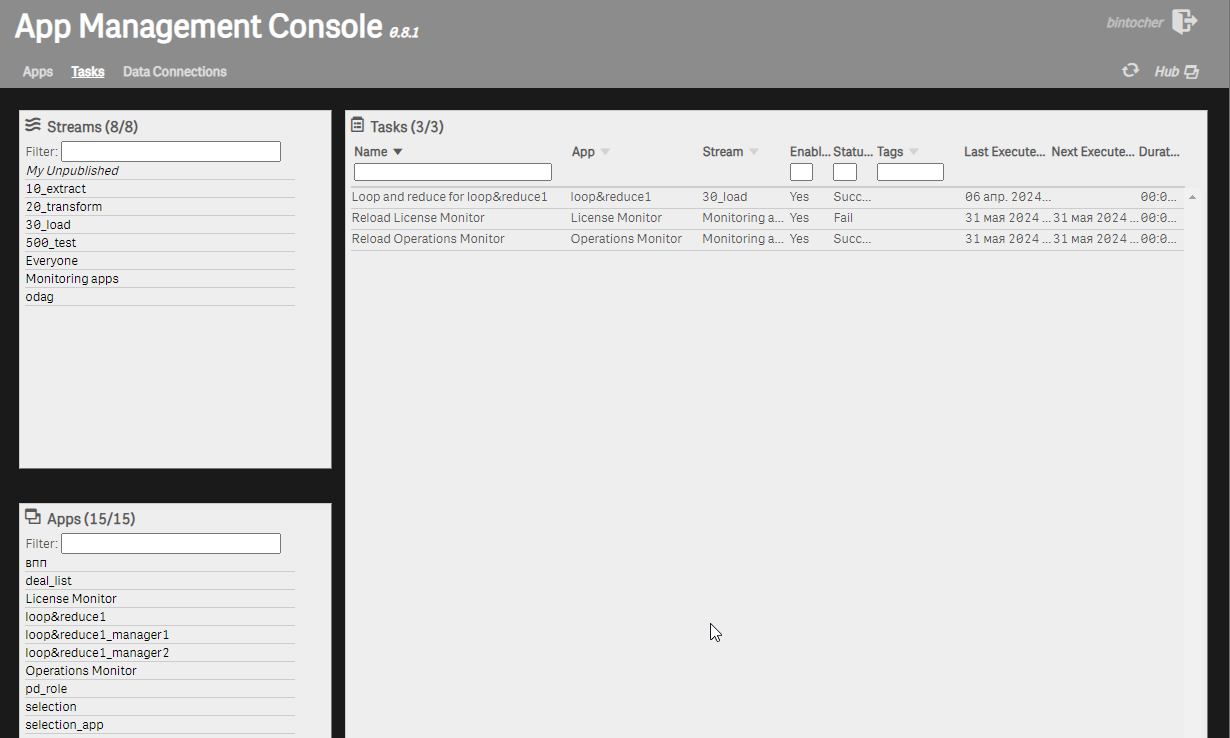 App Management Console 0.8.1
bintocher
Apps Tasks Data Connections
Hub
Streams (8/8)
Filter:
My Unpublished
10_extract
20_transform
30_load
500_test
Everyone
Monitoring apps
odag
Apps (15/15)
Filter:
впп
deal_list
License Monitor
loop&reduce1
loop&reduce1_manager1
loop&reduce1_manager2
Operations Monitor
pd_role
selection
selection_app
Tasks (3/3)
Name App Stream Enabl... Statu... Tags Last Execute... Next Execute... Durat...
Loop and reduce for loop&reduce1 loop&reduce1 30_load Yes Succ... 06 апр. 2024... 00:0...
Reload License Monitor License Monitor Monitoring a... Yes Fail 31 мая 2024 ... 31 мая 2024 ... 00:0...
Reload Operations Monitor Operations Monitor Monitoring a... Yes Succ... 31 мая 2024 ... 31 мая 2024 ... 00:0...